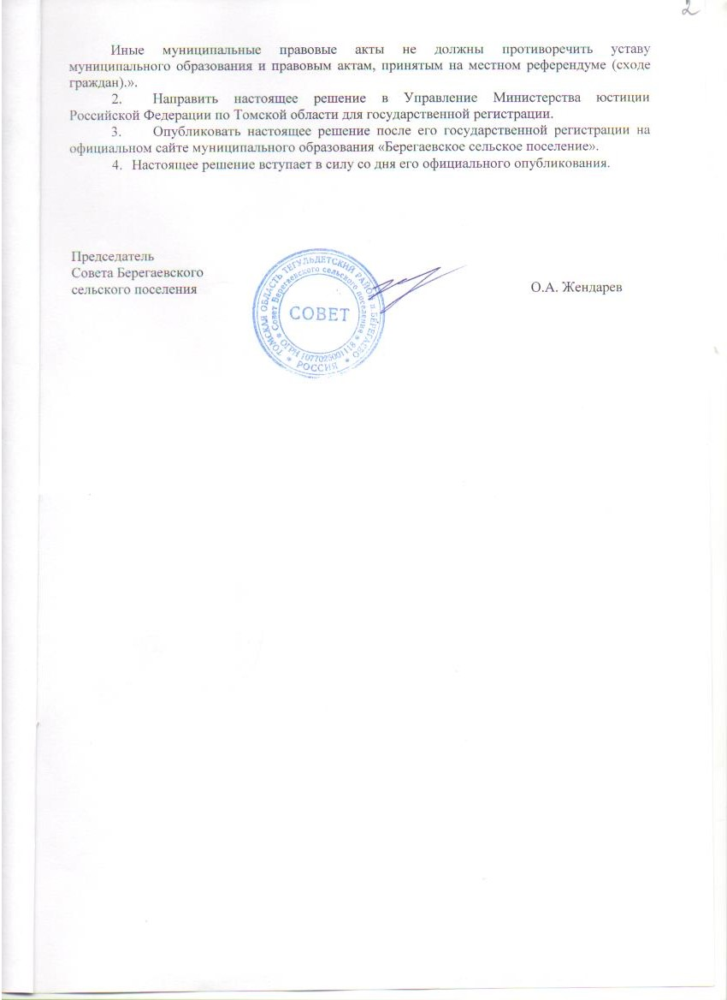 2
Иные муниципальные правовые акты не должны противоречить уставу
муниципального образования и правовым актам, принятым на местном референдуме (сходе
граждан).».
2. Направить настоящее решение в Управление Министерства юстиции
Российской Федерации по Томской области для государственной регистрации.
3. Опубликовать настоящее решение после его государственной регистрации на
официальном сайте муниципального образования «Берегаевское сельское поселение».
4. Настоящее решение вступает в силу со дня его официального опубликования.
Председатель
Совета Берегаевского
сельского поселения
О.А. Жендарев
ТОМСКАЯ ОБЛАСТЬ ТЕГУЛЬДЕТСКИЙ РАЙОН п БЕРЕГАЕВО
* РОССИЯ *
* Совет Берегаевского сельского поселения *
ОГРН 1077025001118
СОВЕТ